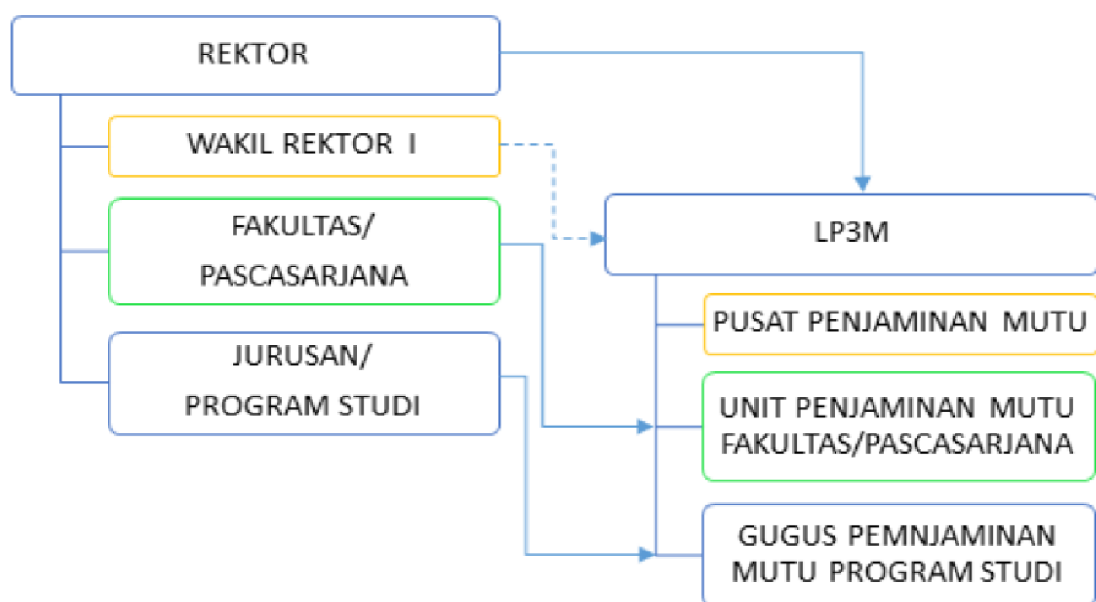 REKTOR
WAKIL REKTOR I
FAKULTAS/
PASCASARJANA
JURUSAN/
PROGRAM STUDI
LP3M
PUSAT PENJAMINAN MUTU
UNIT PENJAMINAN MUTU
FAKULTAS/PASCASARJANA
GUGUS PEMNJAMINAN
MUTU PROGRAM STUDI